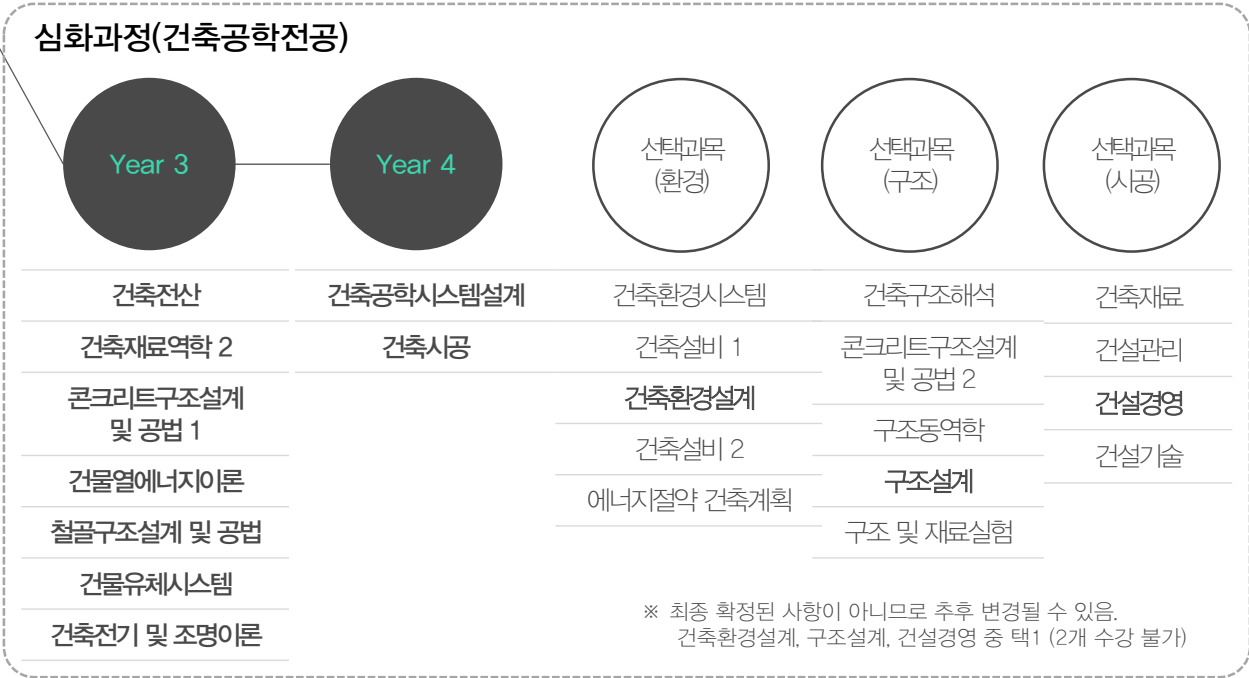 심화과정(건축공학전공)
Year 3
Year 4
선택과목
(환경)
선택과목
(구조)
선택과목
(시공)
건축전산
건축재료역학 2
콘크리트구조설계
및 공법 1
건물열에너지이론
철골구조설계 및 공법
건물유체시스템
건축전기 및 조명이론
건축공학시스템설계
건축시공
건축환경시스템
건축설비 1
건축환경설계
건축설비 2
에너지절약 건축계획
건축구조해석
콘크리트구조설계
및 공법 2
구조동역학
구조설계
구조 및 재료실험
건축재료
건설관리
건설경영
건설기술
※ 최종 확정된 사항이 아니므로 추후 변경될 수 있음.
건축환경설계, 구조설계, 건설경영 중 택1 (2개 수강 불가)